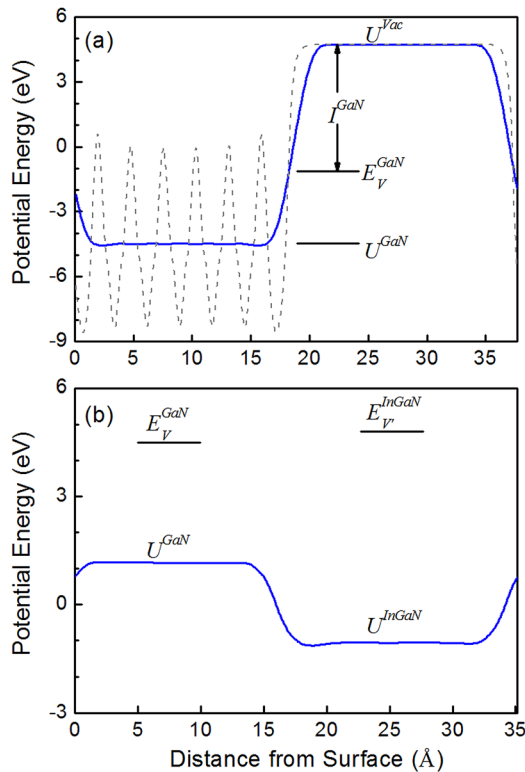 (a)
U^Vac
I^GaN
E_V^GaN
U^GaN
Potential Energy (eV)
6
3
0
-3
-6
-9
0
5
10
15
20
25
30
35
(b)
E_V^GaN
E_V'^InGaN
U^GaN
U^InGaN
Potential Energy (eV)
6
3
0
-3
0
5
10
15
20
25
30
35
Distance from Surface (Å)